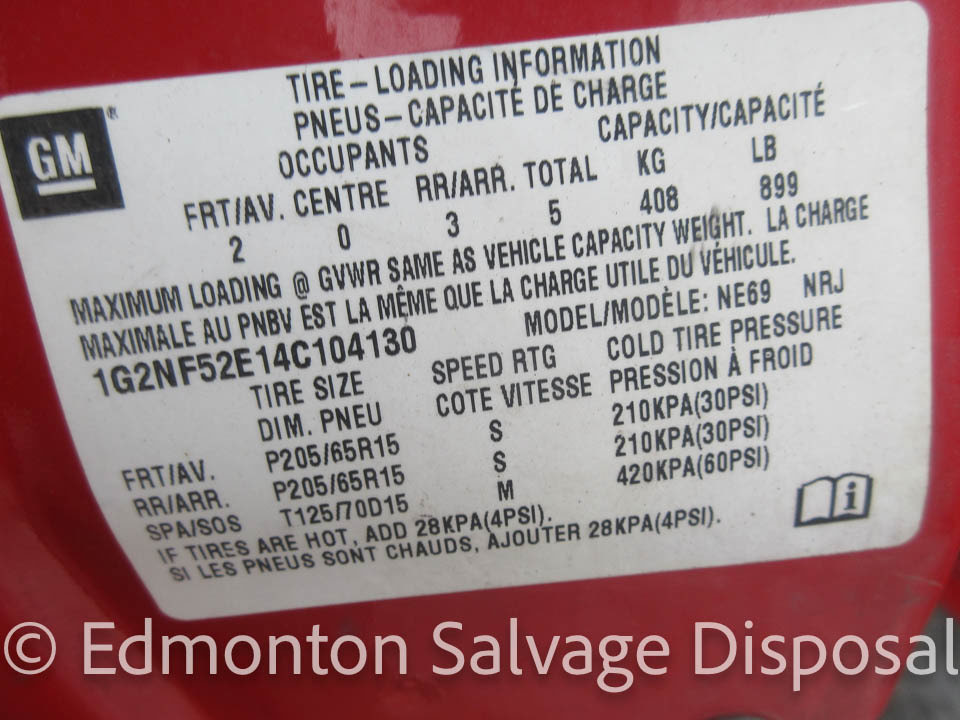 GM®
TIRE-LOADING INFORMATION
PNEUS-CAPACITÉ DE CHARGE
OCCUPANTS CAPACITY/CAPACITÉ
FRT/AV. CENTRE RR/ARR. TOTAL KG LB
2 0 3 5 408 899
MAXIMUM LOADING @ GVWR SAME AS VEHICLE CAPACITY WEIGHT. LA CHARGE
MAXIMALE AU PNBV EST LA MÊME QUE LA CHARGE UTILE DU VÉHICULE.
1G2NF52E14C104130 MODEL/MODÈLE: NE69 NRJ
TIRE SIZE SPEED RTG COLD TIRE PRESSURE
DIM. PNEU COTE VITESSE PRESSION À FROID
FRT/AV. P205/65R15 S 210KPA(30PSI)
RR/ARR. P205/65R15 S 210KPA(30PSI)
SPA/SOS T125/70D15 M 420KPA(60PSI)
IF TIRES ARE HOT, ADD 28KPA(4PSI).
SI LES PNEUS SONT CHAUDS, AJOUTER 28KPA(4PSI).
© Edmonton Salvage Disposal